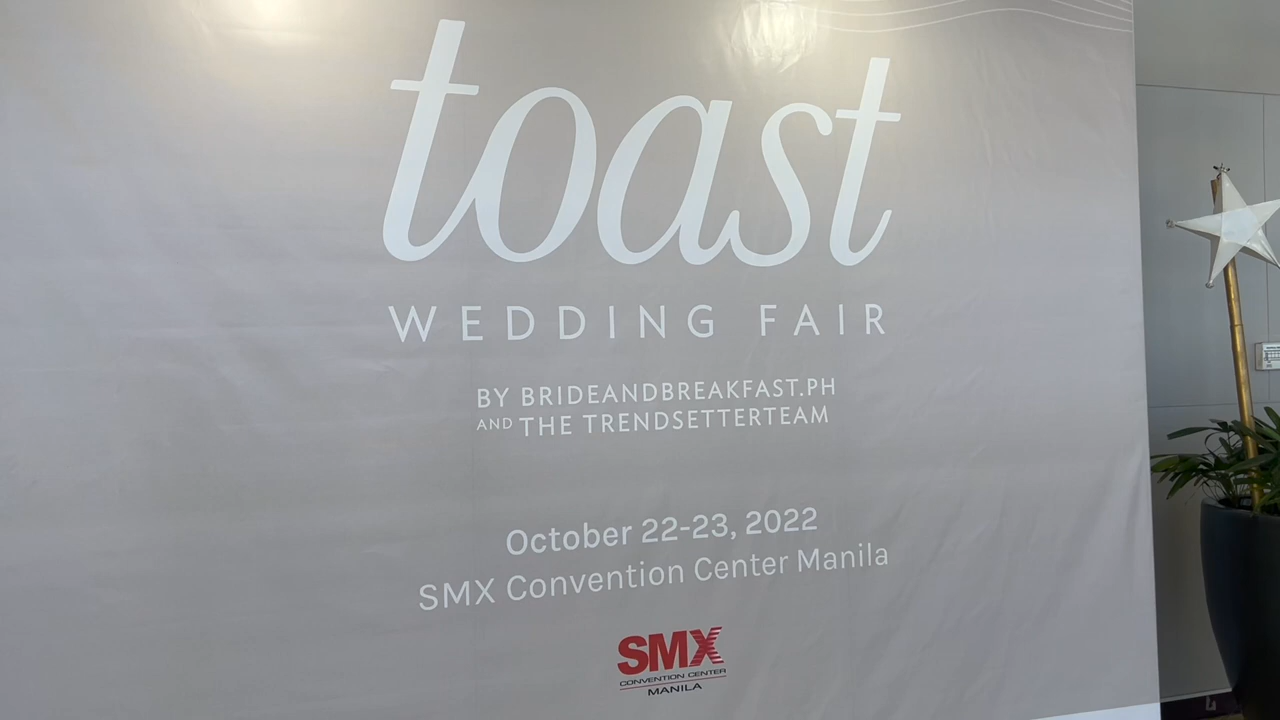 toast
WEDDING FAIR
BY BRIDEANDBREAKFAST.PH
AND THE TRENDSETTERTEAM
October 22-23, 2022
SMX Convention Center Manila
SMX
CONVENTION CENTER
MANILA